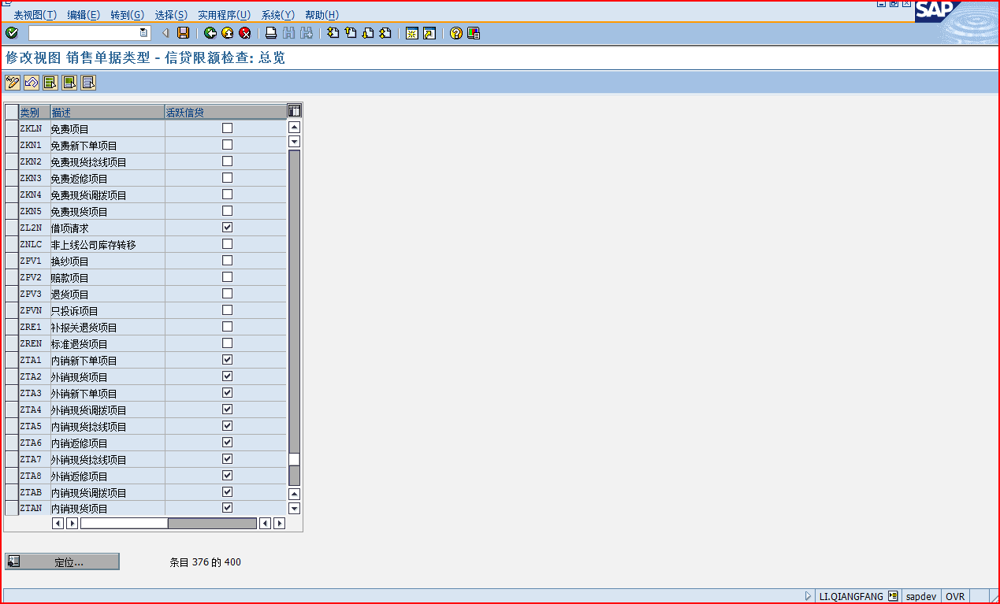 表视图(T) 编辑(E) 转到(G) 选择(S) 实用程序(U) 系统(Y) 帮助(H)
SAP
修改视图 销售单据类型 - 信贷限额检查: 总览
类别 描述 活跃信贷
ZKLN 免费项目
ZKN1 免费新下单项目
ZKN2 免费现货捻线项目
ZKN3 免费返修项目
ZKN4 免费现货调拨项目
ZKN5 免费现货项目
ZL2N 借项请求
ZNLC 非上线公司库存转移
ZPV1 换纱项目
ZPV2 赔款项目
ZPV3 退货项目
ZPVN 只投诉项目
ZRE1 补报关退货项目
ZREN 标准退货项目
ZTA1 内销新下单项目
ZTA2 外销现货项目
ZTA3 外销新下单项目
ZTA4 外销现货调拨项目
ZTA5 内销现货捻线项目
ZTA6 内销返修项目
ZTA7 外销现货捻线项目
ZTA8 外销返修项目
ZTAB 内销现货调拨项目
ZTAN 内销现货项目
定位... 条目 376 的 400
LI.QIANGFANG sapdev OVR